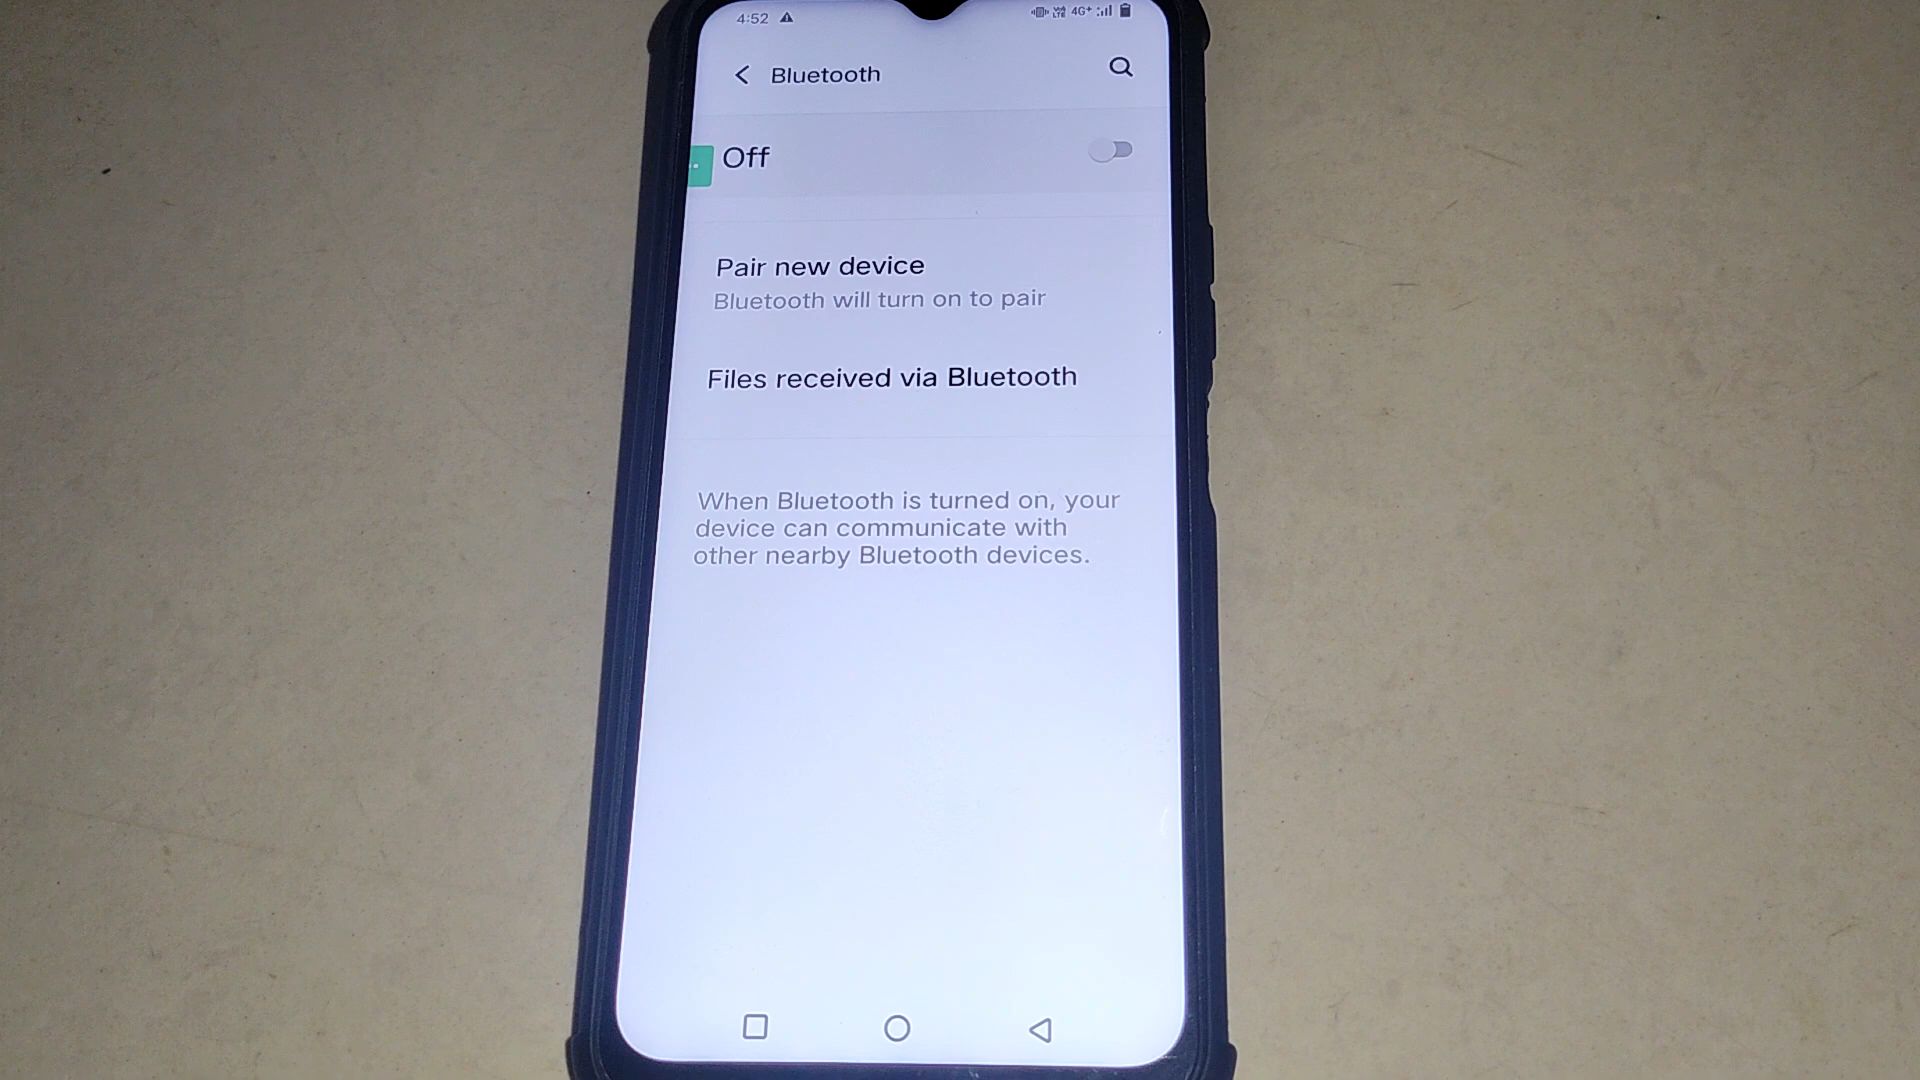 4:52 4G+
Bluetooth
Off
Pair new device
Bluetooth will turn on to pair
Files received via Bluetooth
When Bluetooth is turned on, your
device can communicate with
other nearby Bluetooth devices.